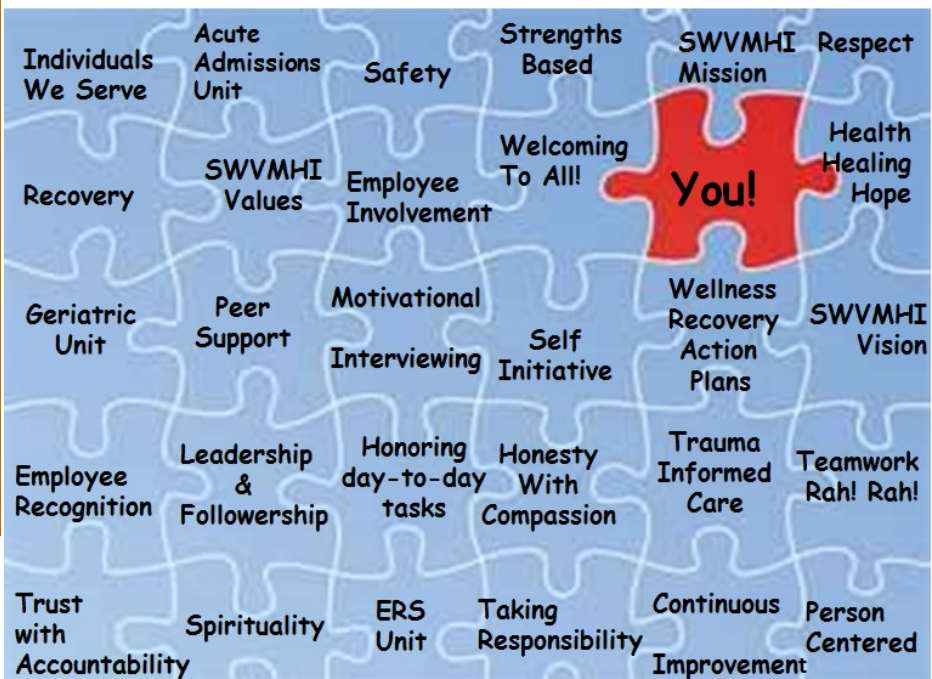 Individuals
We Serve
Acute
Admissions
Unit
Safety
Strengths
Based
SWVMHI
Mission
Respect
Recovery
SWVMHI
Values
Employee
Involvement
Welcoming
To All!
You!
Health
Healing
Hope
Geriatric
Unit
Peer
Support
Motivational
Interviewing
Self
Initiative
Wellness
Recovery
Action
Plans
SWVMHI
Vision
Employee
Recognition
Leadership
&
Followership
Honoring
day-to-day
tasks
Honesty
With
Compassion
Trauma
Informed
Care
Teamwork
Rah! Rah!
Trust
with
Accountability
Spirituality
ERS
Unit
Taking
Responsibility
Continuous
Improvement
Person
Centered